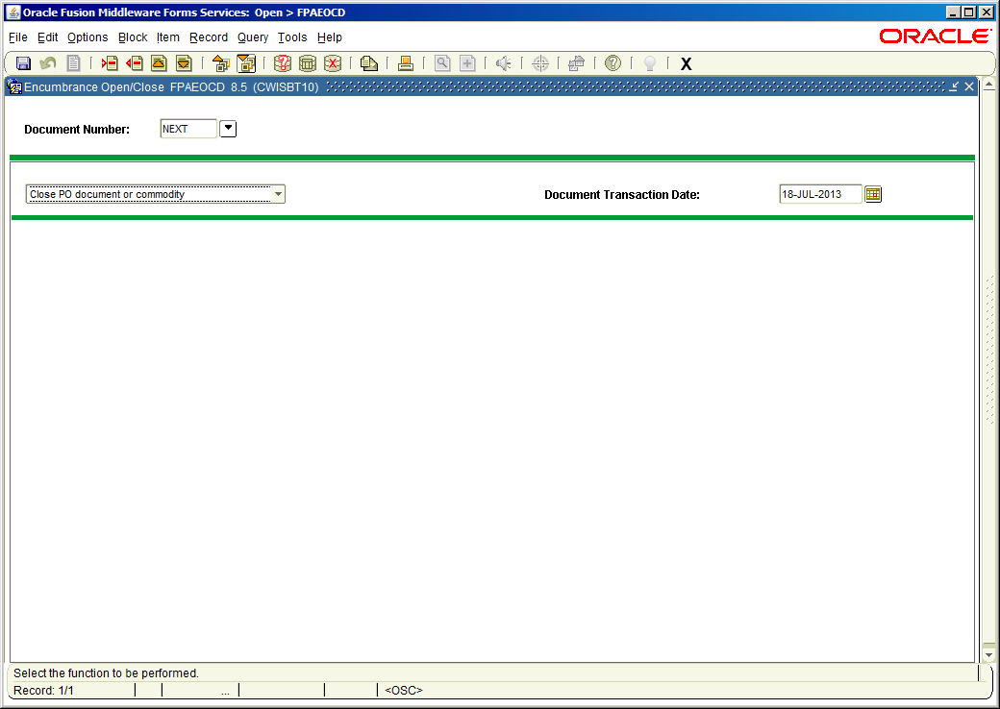 Oracle Fusion Middleware Forms Services: Open > FPAEOCD
File Edit Options Block Item Record Query Tools Help
ORACLE
X
Encumbrance Open/Close FPAEOCD 8.5 (CWISBT10)
Document Number: NEXT
Close PO document or commodity Document Transaction Date: 18-JUL-2013
Select the function to be performed.
Record: 1/1 ... <OSC>